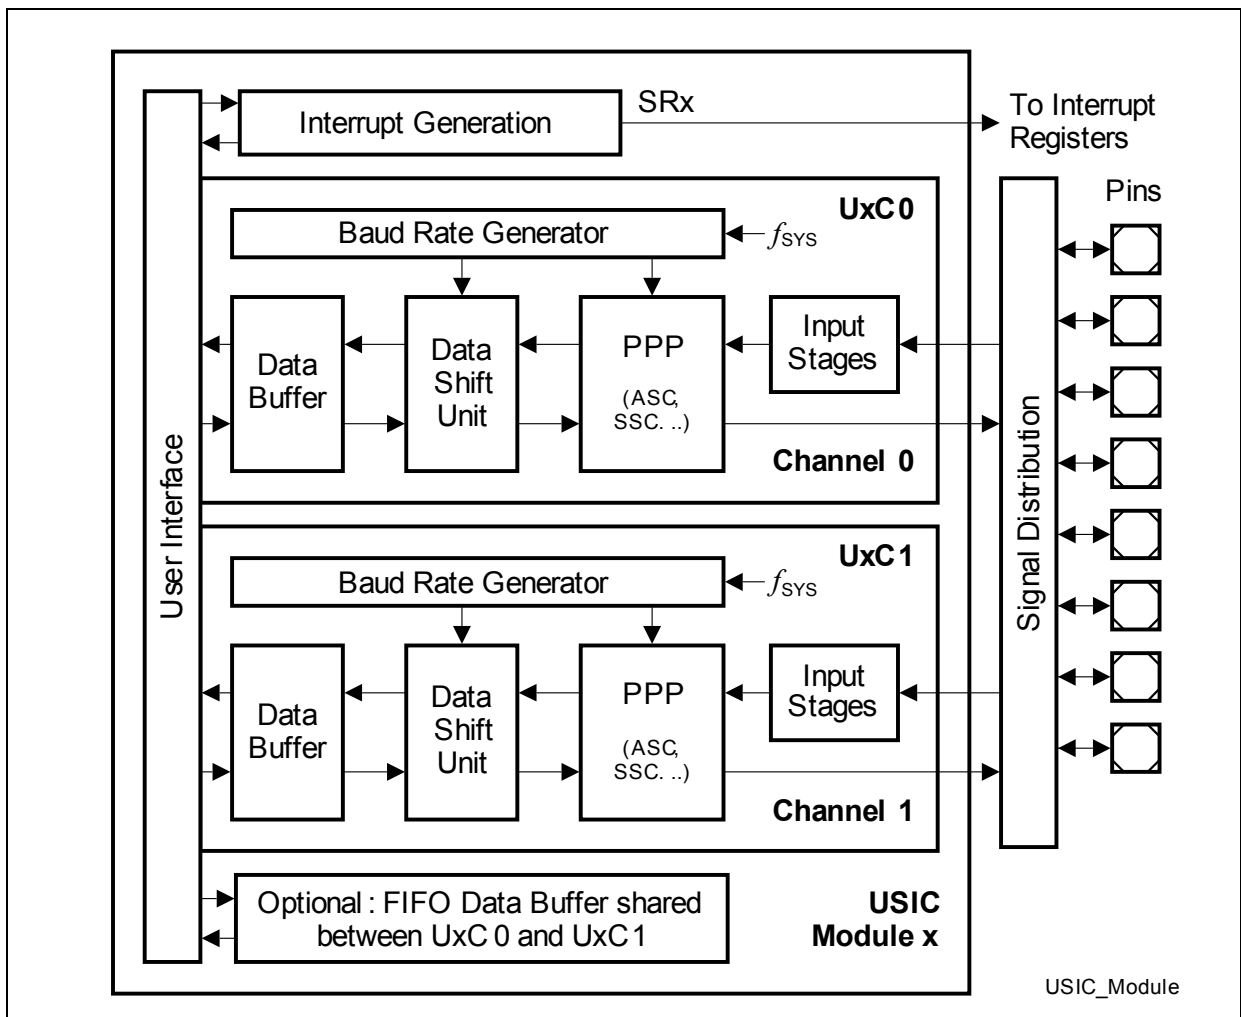 SRx
Interrupt Generation
To Interrupt
Registers
Pins
UxC0
Baud Rate Generator
fSYS
Data
Buffer
Data
Shift
Unit
PPP
(ASC,
SSC. ..)
Input
Stages
Channel 0
User Interface
Signal Distribution
UxC1
Baud Rate Generator
fSYS
Data
Buffer
Data
Shift
Unit
PPP
(ASC,
SSC. ..)
Input
Stages
Channel 1
Optional : FIFO Data Buffer shared
between UxC0 and UxC1
USIC
Module x
USIC_Module